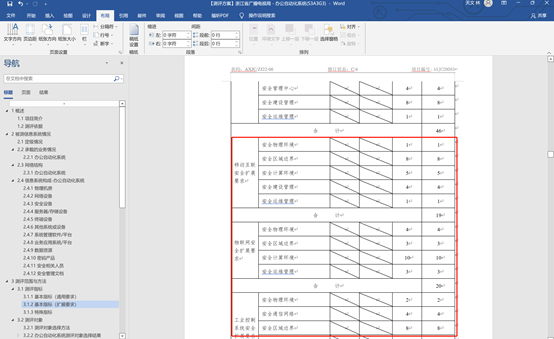 【测评方案】浙江省广播电视局 - 办公自动化系统(S3A3G3) - Word
文件 开始 插入 绘图 设计 布局 引用 邮件 审阅 视图 帮助 福昕PDF 操作说明搜索
共享
文字方向 页边距 纸张方向 纸张大小 栏 分隔符 行号 断字
稿纸设置
左: 0 字符 段前: 0 行
右: 0 字符 段后: 0 行
位置 环绕文字 上移一层 下移一层 选择窗格 对齐 组合 旋转
页面设置 稿纸 段落 排列
导航
在文档中搜索
标题 页面 结果
1 概述
1.1 项目简介
1.2 测评依据
2 被测信息系统情况
2.1 定级情况
2.2 承载的业务情况
2.2.1 办公自动化系统
2.3 网络结构
2.3.1 办公自动化系统
2.4 信息系统构成-办公自动化系统
2.4.1 物理机房
2.4.2 网络设备
2.4.3 安全设备
2.4.4 服务器/存储设备
2.4.5 终端设备
2.4.6 其他系统或设备
2.4.7 系统管理软件/平台
2.4.8 业务应用系统/平台
2.4.9 数据资源
2.4.10 密码产品
2.4.11 安全相关人员
2.4.12 安全管理文档
3 测评范围与方法
3.1 测评指标
3.1.1 基本指标（通用要求）
3.1.2 基本指标（扩展要求）
3.1.3 特殊指标
3.2 测评对象
3.2.1 测评对象选择方法
3.2.2 办公自动化系统测评对象选择结果
安全管理中心 4 4
安全建设管理 8 8
安全运维管理 1 1
合 计 46
移动互联安全扩展要求
安全物理环境 1 1
安全区域边界 8 8
安全计算环境 5 5
安全建设管理 4 4
安全运维管理 1 1
合 计 19
物联网安全扩展要求
安全物理环境 4 4
安全区域边界 3 3
安全计算环境 10 10
安全运维管理 3 3
合 计 20
工业控制系统安全扩展要求
安全物理环境 2 2
安全通信网络 4 4
安全区域边界 8 8